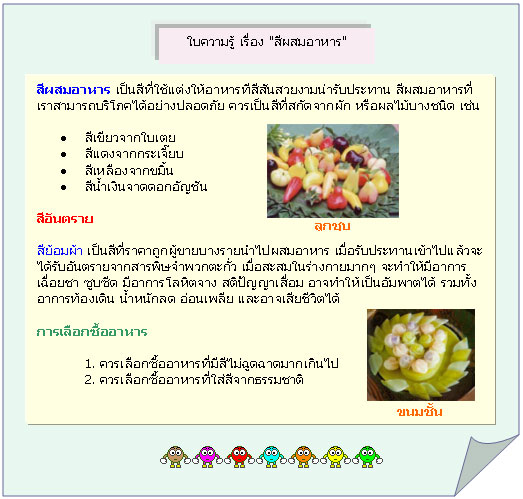 ใบความรู้ เรื่อง "สีผสมอาหาร"
สีผสมอาหาร เป็นสีที่ใช้แต่งให้อาหารทีสีสันสวยงามน่ารับประทาน สีผสมอาหารที่
เราสามารถบริโภคได้อย่างปลอดภัย ควรเป็นสีที่สกัดจากผัก หรือผลไม้บางชนิด เช่น
● สีเขียวจากใบเตย
● สีแดงจากกระเจี๊ยบ
● สีเหลืองจากขมิ้น
● สีน้ำเงินจาดดอกอัญชัน
ลูกชุบ
สีอันตราย
สีย้อมผ้า เป็นสีที่ราคาถูกผู้ขายบางรายนำไปผสมอาหาร เมื่อรับประทานเข้าไปแล้วจะ
ได้รับอันตรายจากสารพิษจำพวกตะกั่ว เมื่อสะสมในร่างกายมากๆ จะทำให้มีอาการ
เฉื่อยชา ซูบซีด มีอาการโลหิตจาง สติปัญญาเสื่อม อาจทำให้เป็นอัมพาตได้ รวมทั้ง
อาการท้องเดิน น้ำหนักลด อ่อนเพลีย และอาจเสียชีวิตได้
การเลือกซื้ออาหาร
1. ควรเลือกซื้ออาหารที่มีสีไม่ฉูดฉาดมากเกินไป
2. ควรเลือกซื้ออาหารที่ใส่สีจากธรรมชาติ
ขนมชั้น